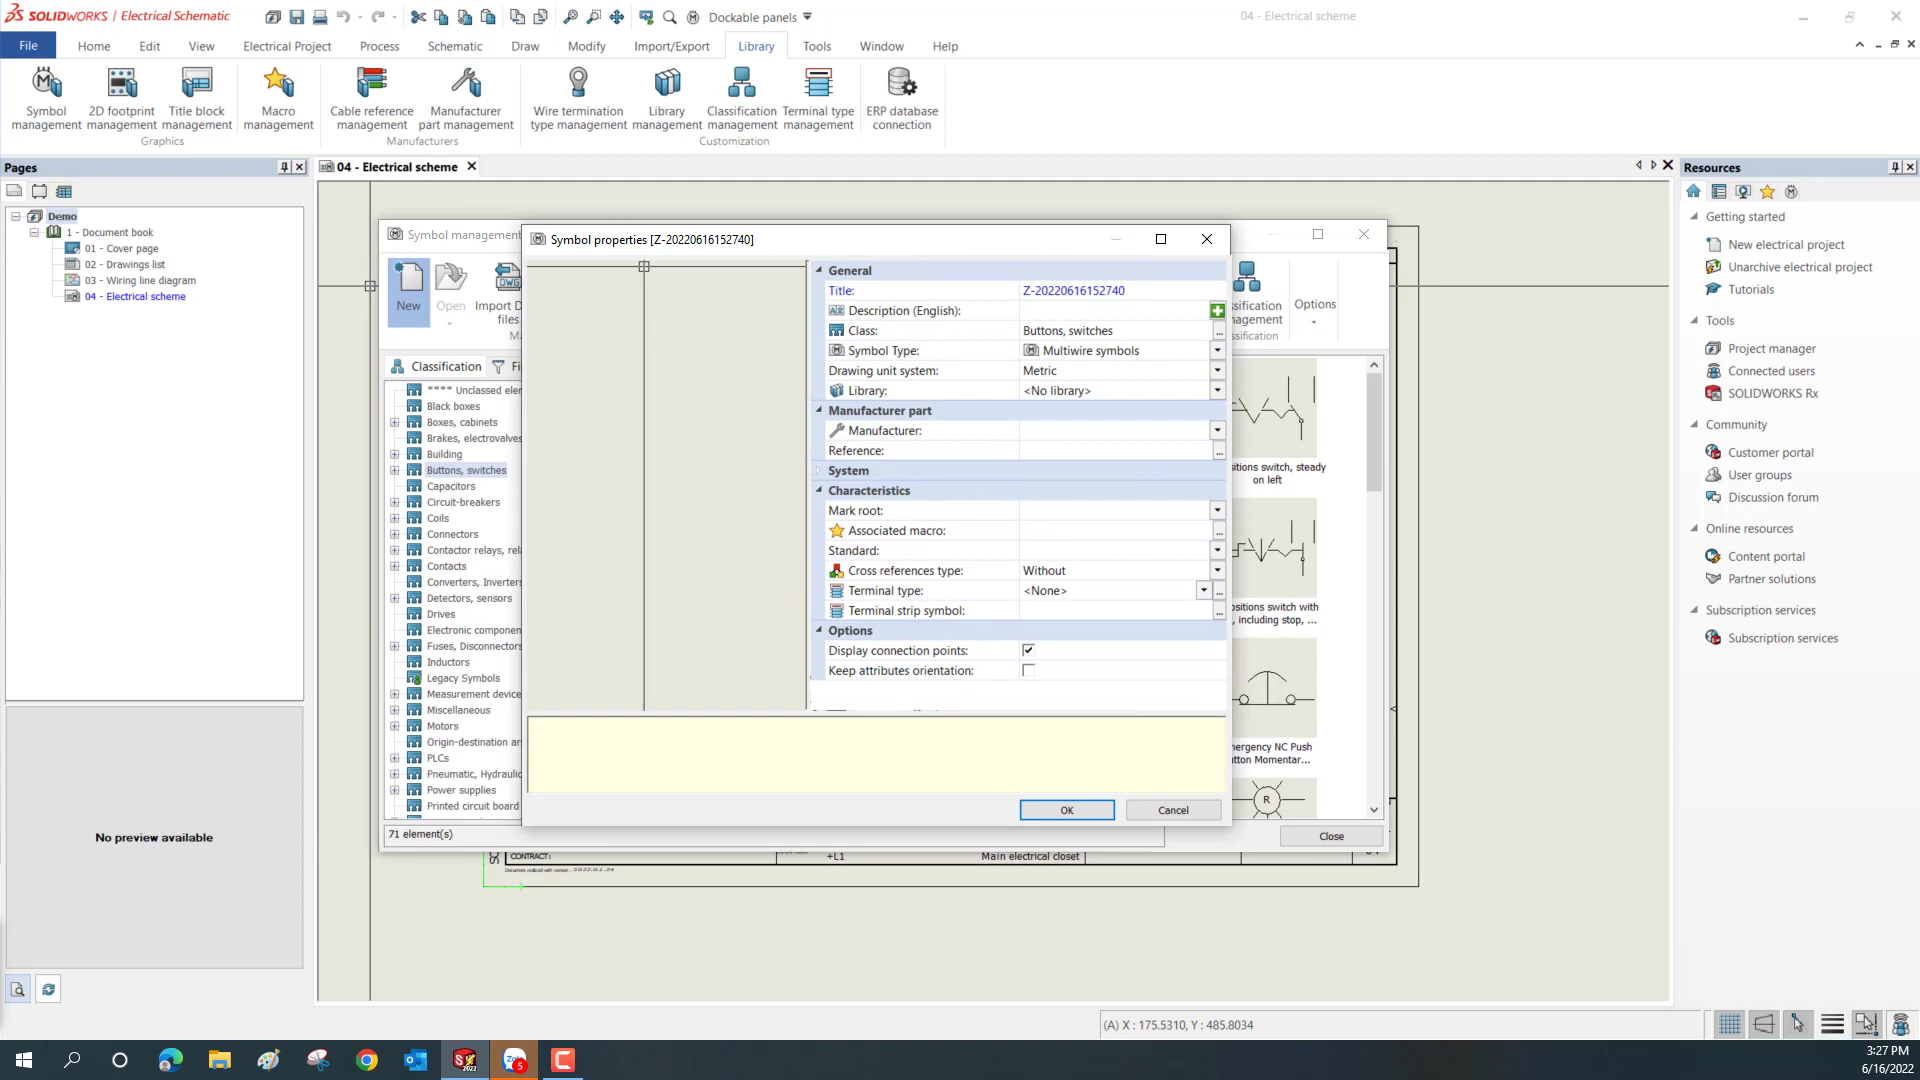 SOLIDWORKS | Electrical Schematic
Dockable panels
04 - Electrical scheme
File
Home
Edit
View
Electrical Project
Process
Schematic
Draw
Modify
Import/Export
Library
Tools
Window
Help
Symbol management
2D footprint management
Title block management
Macro management
Cable reference management
Manufacturer part management
Wire termination type management
Library management
Classification management
Terminal type management
ERP database connection
Graphics
Manufacturers
Customization
Pages
04 - Electrical scheme
Resources
Demo
1 - Document book
01 - Cover page
02 - Drawings list
03 - Wiring line diagram
04 - Electrical scheme
No preview available
Symbol management
New
Open
Import D
files
Options
Classification
Fi
**** Unclassed ele
Black boxes
Boxes, cabinets
Brakes, electrovalves
Building
Buttons, switches
Capacitors
Circuit-breakers
Coils
Connectors
Contactor relays, rel
Contacts
Converters, Inverters
Detectors, sensors
Drives
Electronic componen
Fuses, Disconnectors
Inductors
Legacy Symbols
Measurement device
Miscellaneous
Motors
Origin-destination ar
PLCs
Pneumatic, Hydraulic
Power supplies
Printed circuit board
71 element(s)
Symbol properties [Z-20220616152740]
General
Title: Z-20220616152740
Description (English):
Class: Buttons, switches
Symbol Type: Multiwire symbols
Drawing unit system: Metric
Library: <No library>
Manufacturer part
Manufacturer:
Reference:
System
Characteristics
Mark root:
Associated macro:
Standard:
Cross references type: Without
Terminal type: <None>
Terminal strip symbol:
Options
Display connection points:
Keep attributes orientation:
OK
Cancel
sification
nagement
ssification
sitions switch, steady
on left
ositions switch with
, including stop, ...
nergency NC Push
tton Momentar...
R
Close
CONTRACT:
+L1
Main electrical closet
Getting started
New electrical project
Unarchive electrical project
Tutorials
Tools
Project manager
Connected users
SOLIDWORKS Rx
Community
Customer portal
User groups
Discussion forum
Online resources
Content portal
Partner solutions
Subscription services
Subscription services
(A) X : 175.5310, Y : 485.8034
3:27 PM
6/16/2022